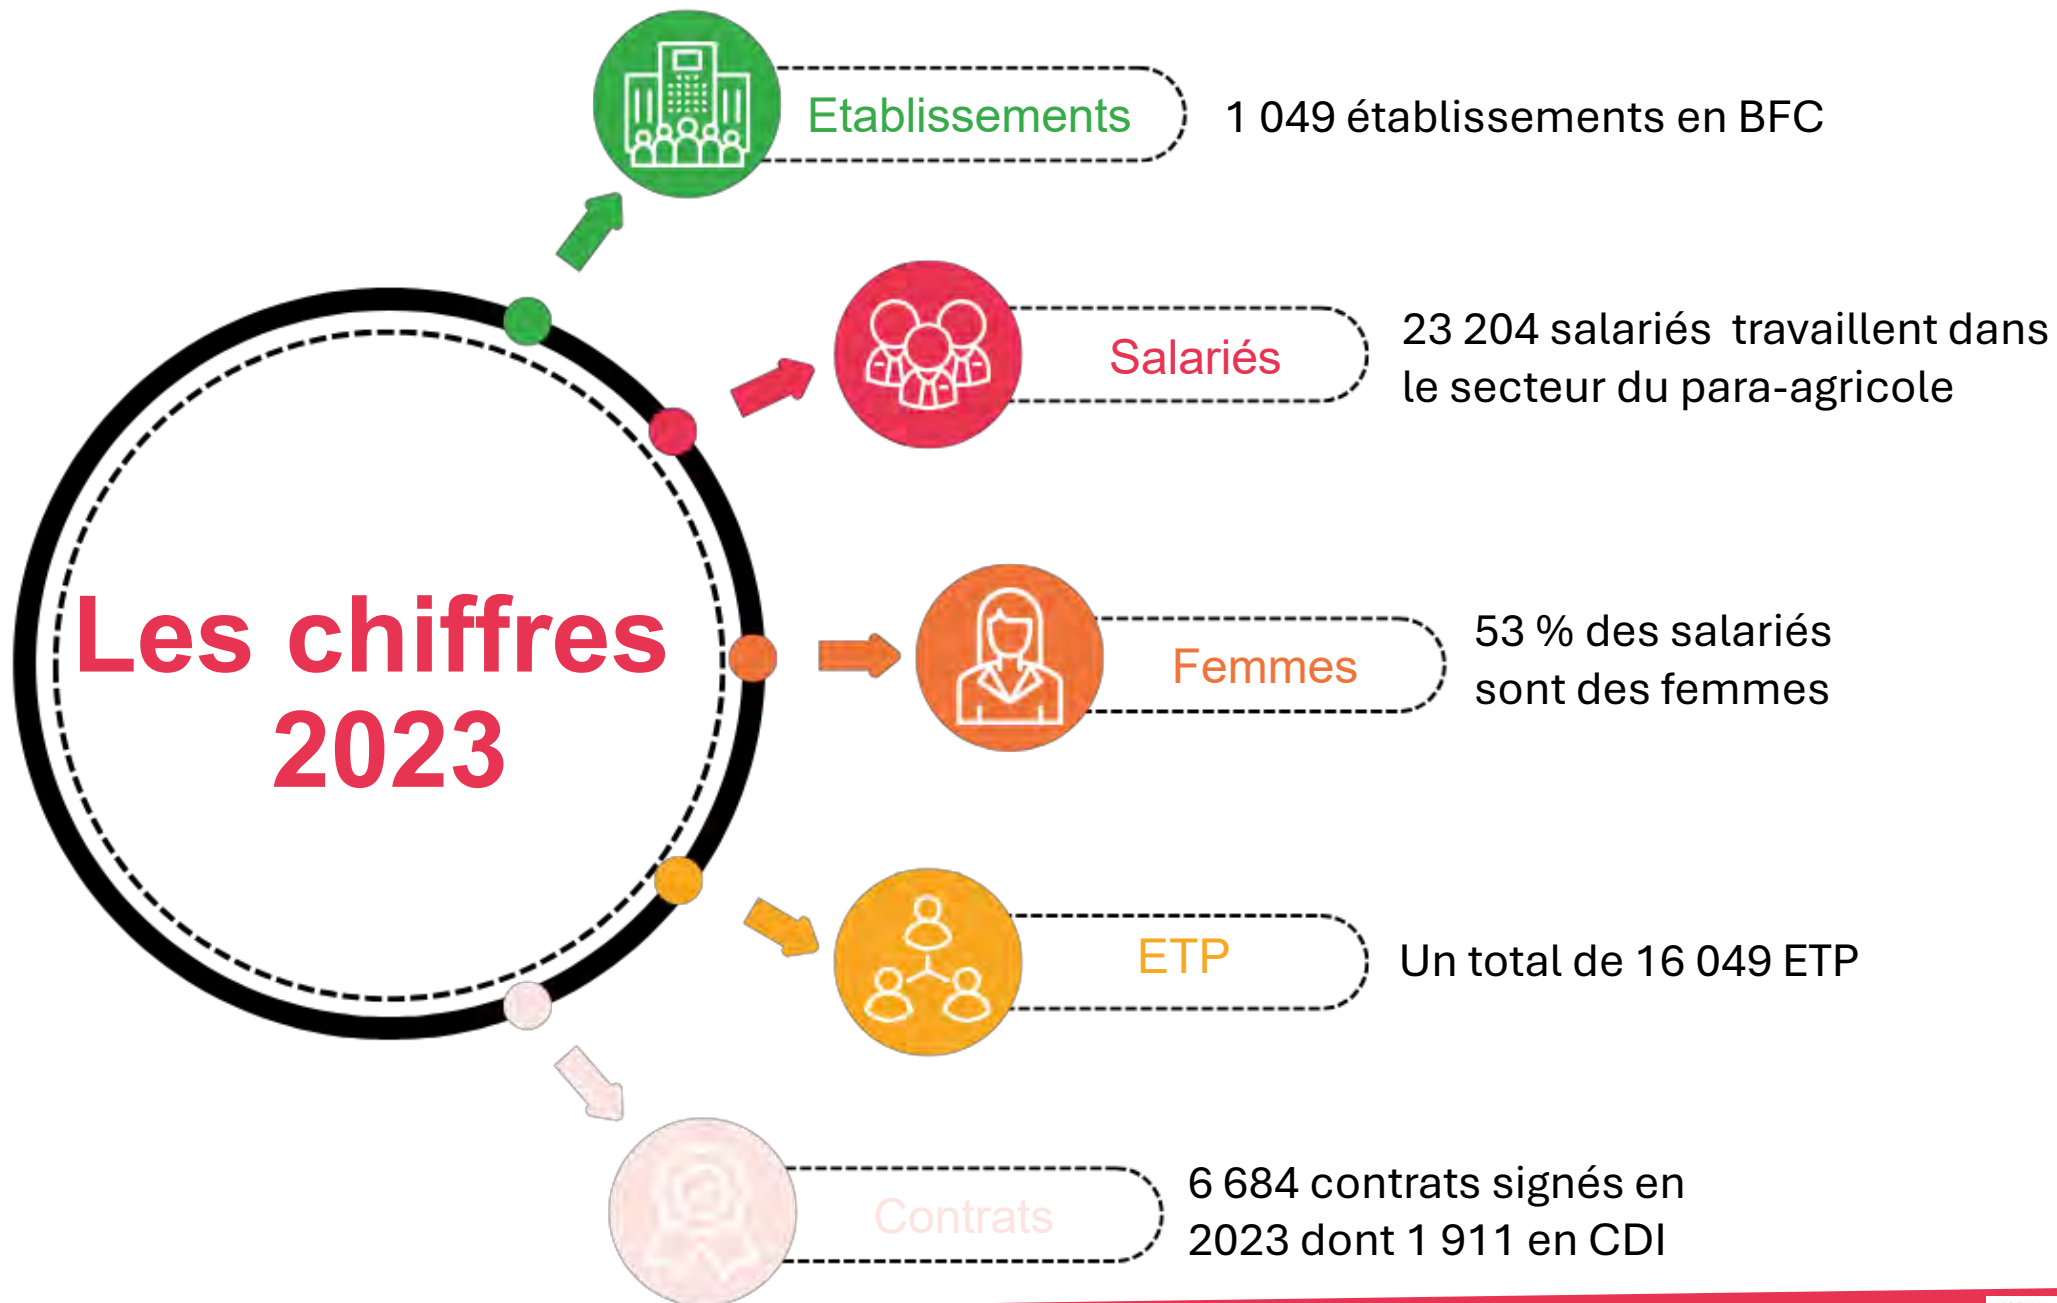 Etablissements
1 049 établissements en BFC
Salariés
23 204 salariés travaillent dans
le secteur du para-agricole
Les chiffres
2023
Femmes
53 % des salariés
sont des femmes
ETP
Un total de 16 049 ETP
Contrats
6 684 contrats signés en
2023 dont 1 911 en CDI